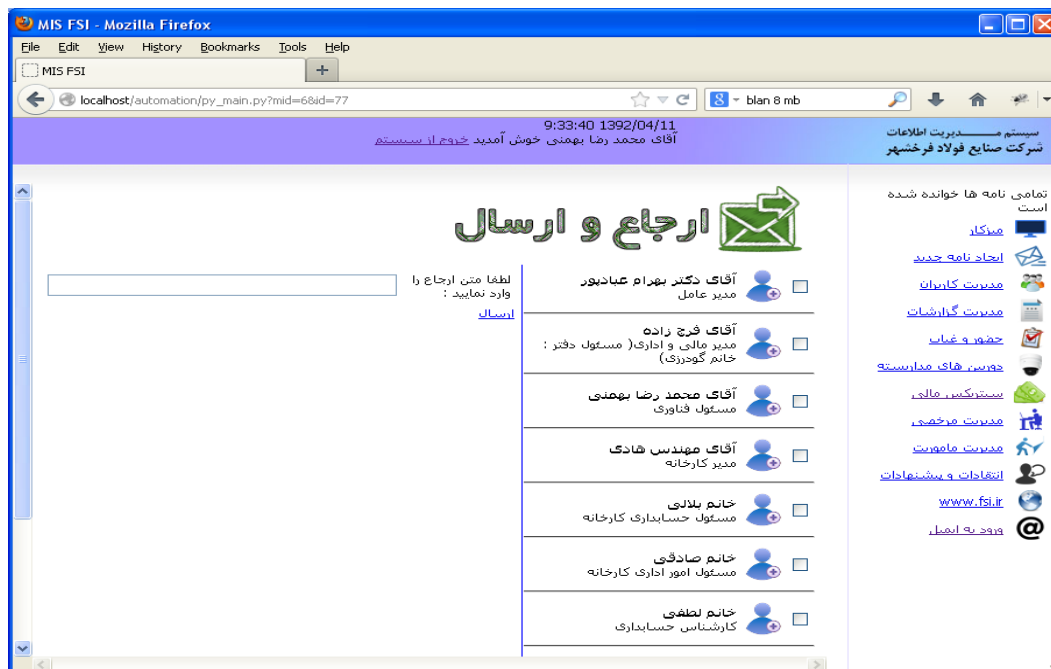 MIS FSI - Mozilla Firefox
File Edit View History Bookmarks Tools Help
MIS FSI
localhost/automation/py_main.py?mid=6&id=77
blan 8 mb
9:33:40 1392/04/11
آقای محمد رضا بهمنی خوش آمدید خروج از سیستم
سیستم مدیریت اطلاعات
شرکت صنایع فولاد فرخشهر
تمامی نامه ها خوانده شده
است
میزکار
ایجاد نامه جدید
مدیریت کاربران
مدیریت گزارشات
حضور و غیاب
دوربین های مداربسته
سیتریکس مالی
مدیریت مرخصی
مدیریت ماموریت
انتقادات و پیشنهادات
www.fsi.ir
ورود به ایمیل
ارجاع و ارسال
آقای دکتر بهرام عبادپور
مدیر عامل
آقای فرج زاده
مدیر مالی و اداری( مسئول دفتر :
خانم گودرزی)
آقای محمد رضا بهمنی
مسئول فناوری
آقای مهندس هادی
مدیر کارخانه
خانم بلالی
مسئول حسابداری کارخانه
خانم صادقی
مسئول امور اداری کارخانه
خانم لطفی
کارشناس حسابداری
لطفا متن ارجاع را
وارد نمایید :
ارسال